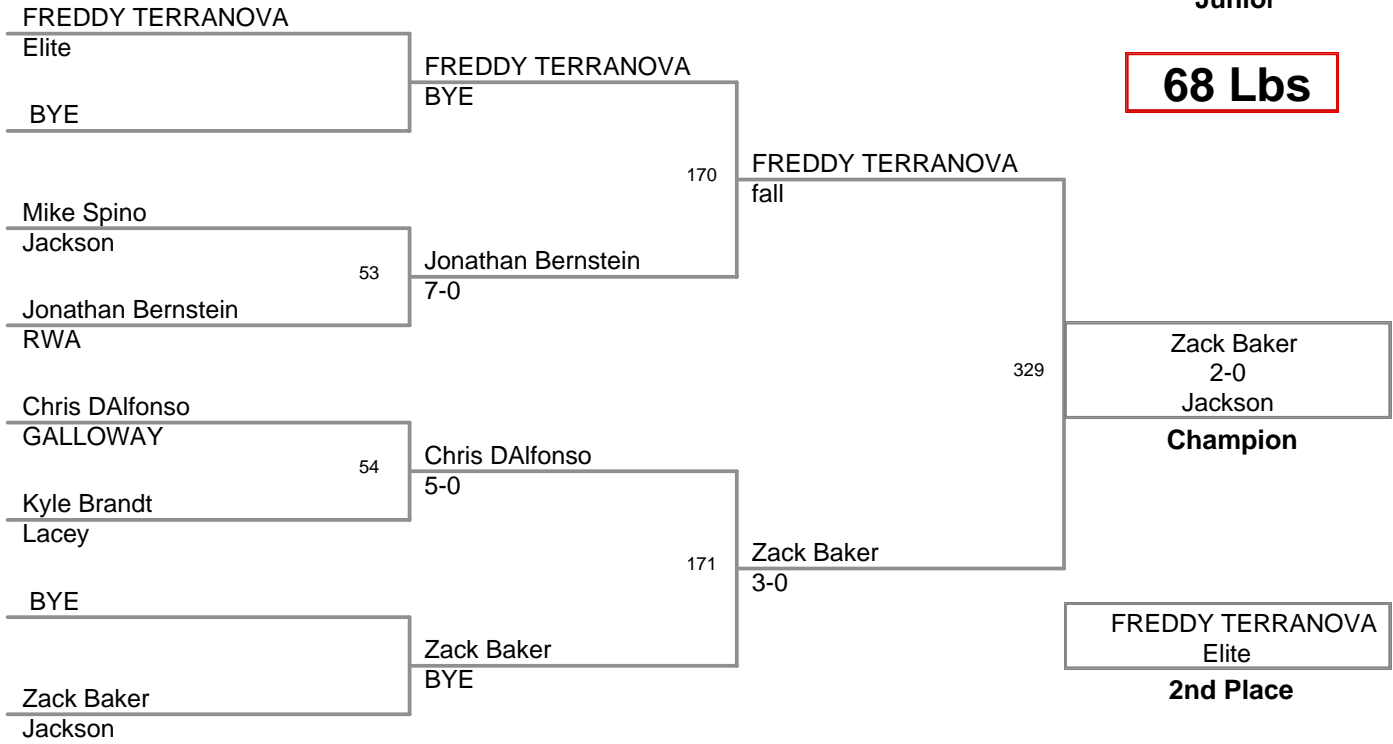 Junior
68 Lbs
FREDDY TERRANOVA
Elite
BYE
Mike Spino
Jackson
53
Jonathan Bernstein
RWA
Chris DAlfonso
GALLOWAY
54
Kyle Brandt
Lacey
BYE
Zack Baker
Jackson
FREDDY TERRANOVA
BYE
170
Jonathan Bernstein
7-0
Chris DAlfonso
5-0
171
Zack Baker
BYE
FREDDY TERRANOVA
fall
329
Zack Baker
3-0
Zack Baker
2-0
Jackson
Champion
FREDDY TERRANOVA
Elite
2nd Place